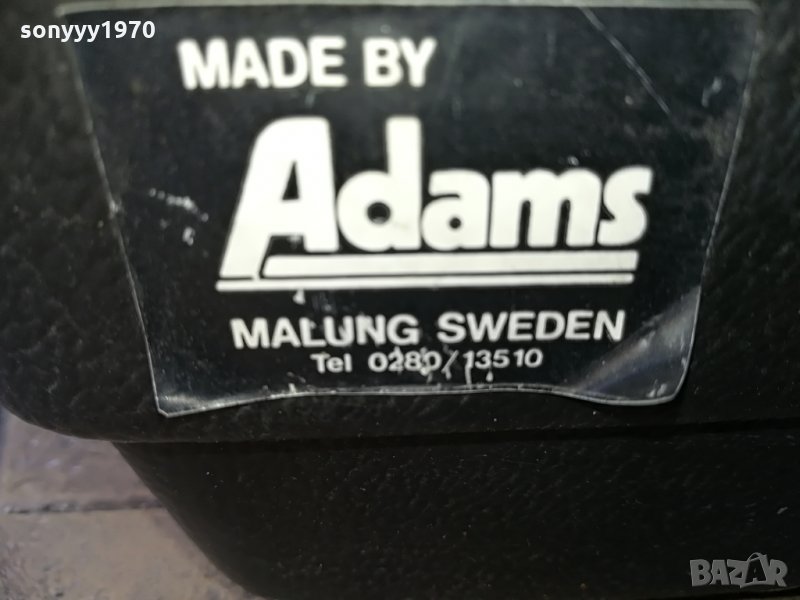 sonyyy1970
MADE BY
Adams
MALUNG SWEDEN
Tel 0280/13510
BAZAR